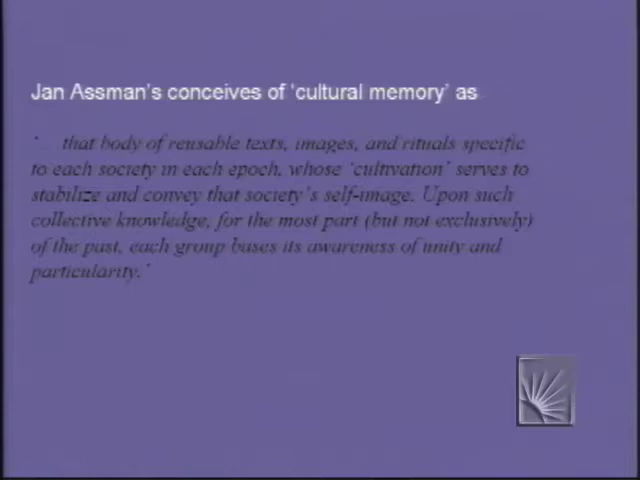 Jan Assman's conceives of 'cultural memory' as
'... that body of reusable texts, images, and rituals specific
to each society in each epoch, whose 'cultivation' serves to
stabilize and convey that society's self-image. Upon such
collective knowledge, for the most part (but not exclusively)
of the past, each group bases its awareness of unity and
particularity.'